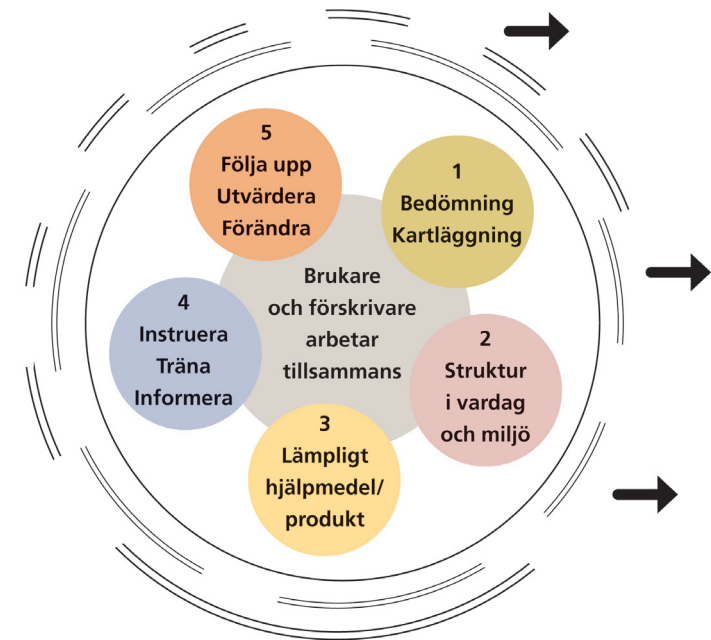 1
Bedömning
Kartläggning
2
Struktur
i vardag
och miljö
3
Lämpligt
hjälpmedel/
produkt
4
Instruera
Träna
Informera
5
Följa upp
Utvärdera
Förändra
Brukare
och förskrivare
arbetar
tillsammans